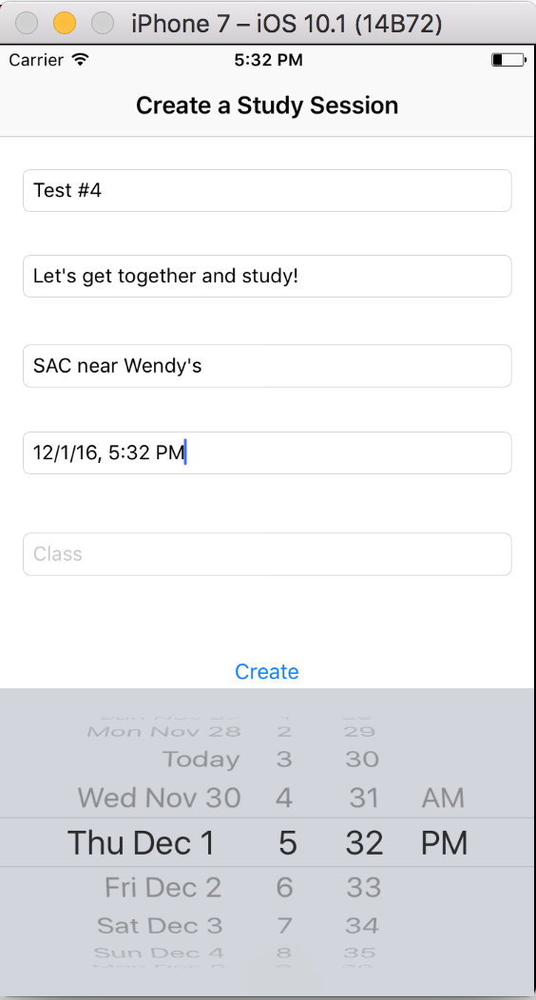 iPhone 7 – iOS 10.1 (14B72)
Carrier 5:32 PM
Create a Study Session
Test #4
Let's get together and study!
SAC near Wendy's
12/1/16, 5:32 PM
Class
Create
Mon Nov 28 2 29
Today 3 30
Wed Nov 30 4 31 AM
Thu Dec 1 5 32 PM
Fri Dec 2 6 33
Sat Dec 3 7 34
Sun Dec 4 8 35